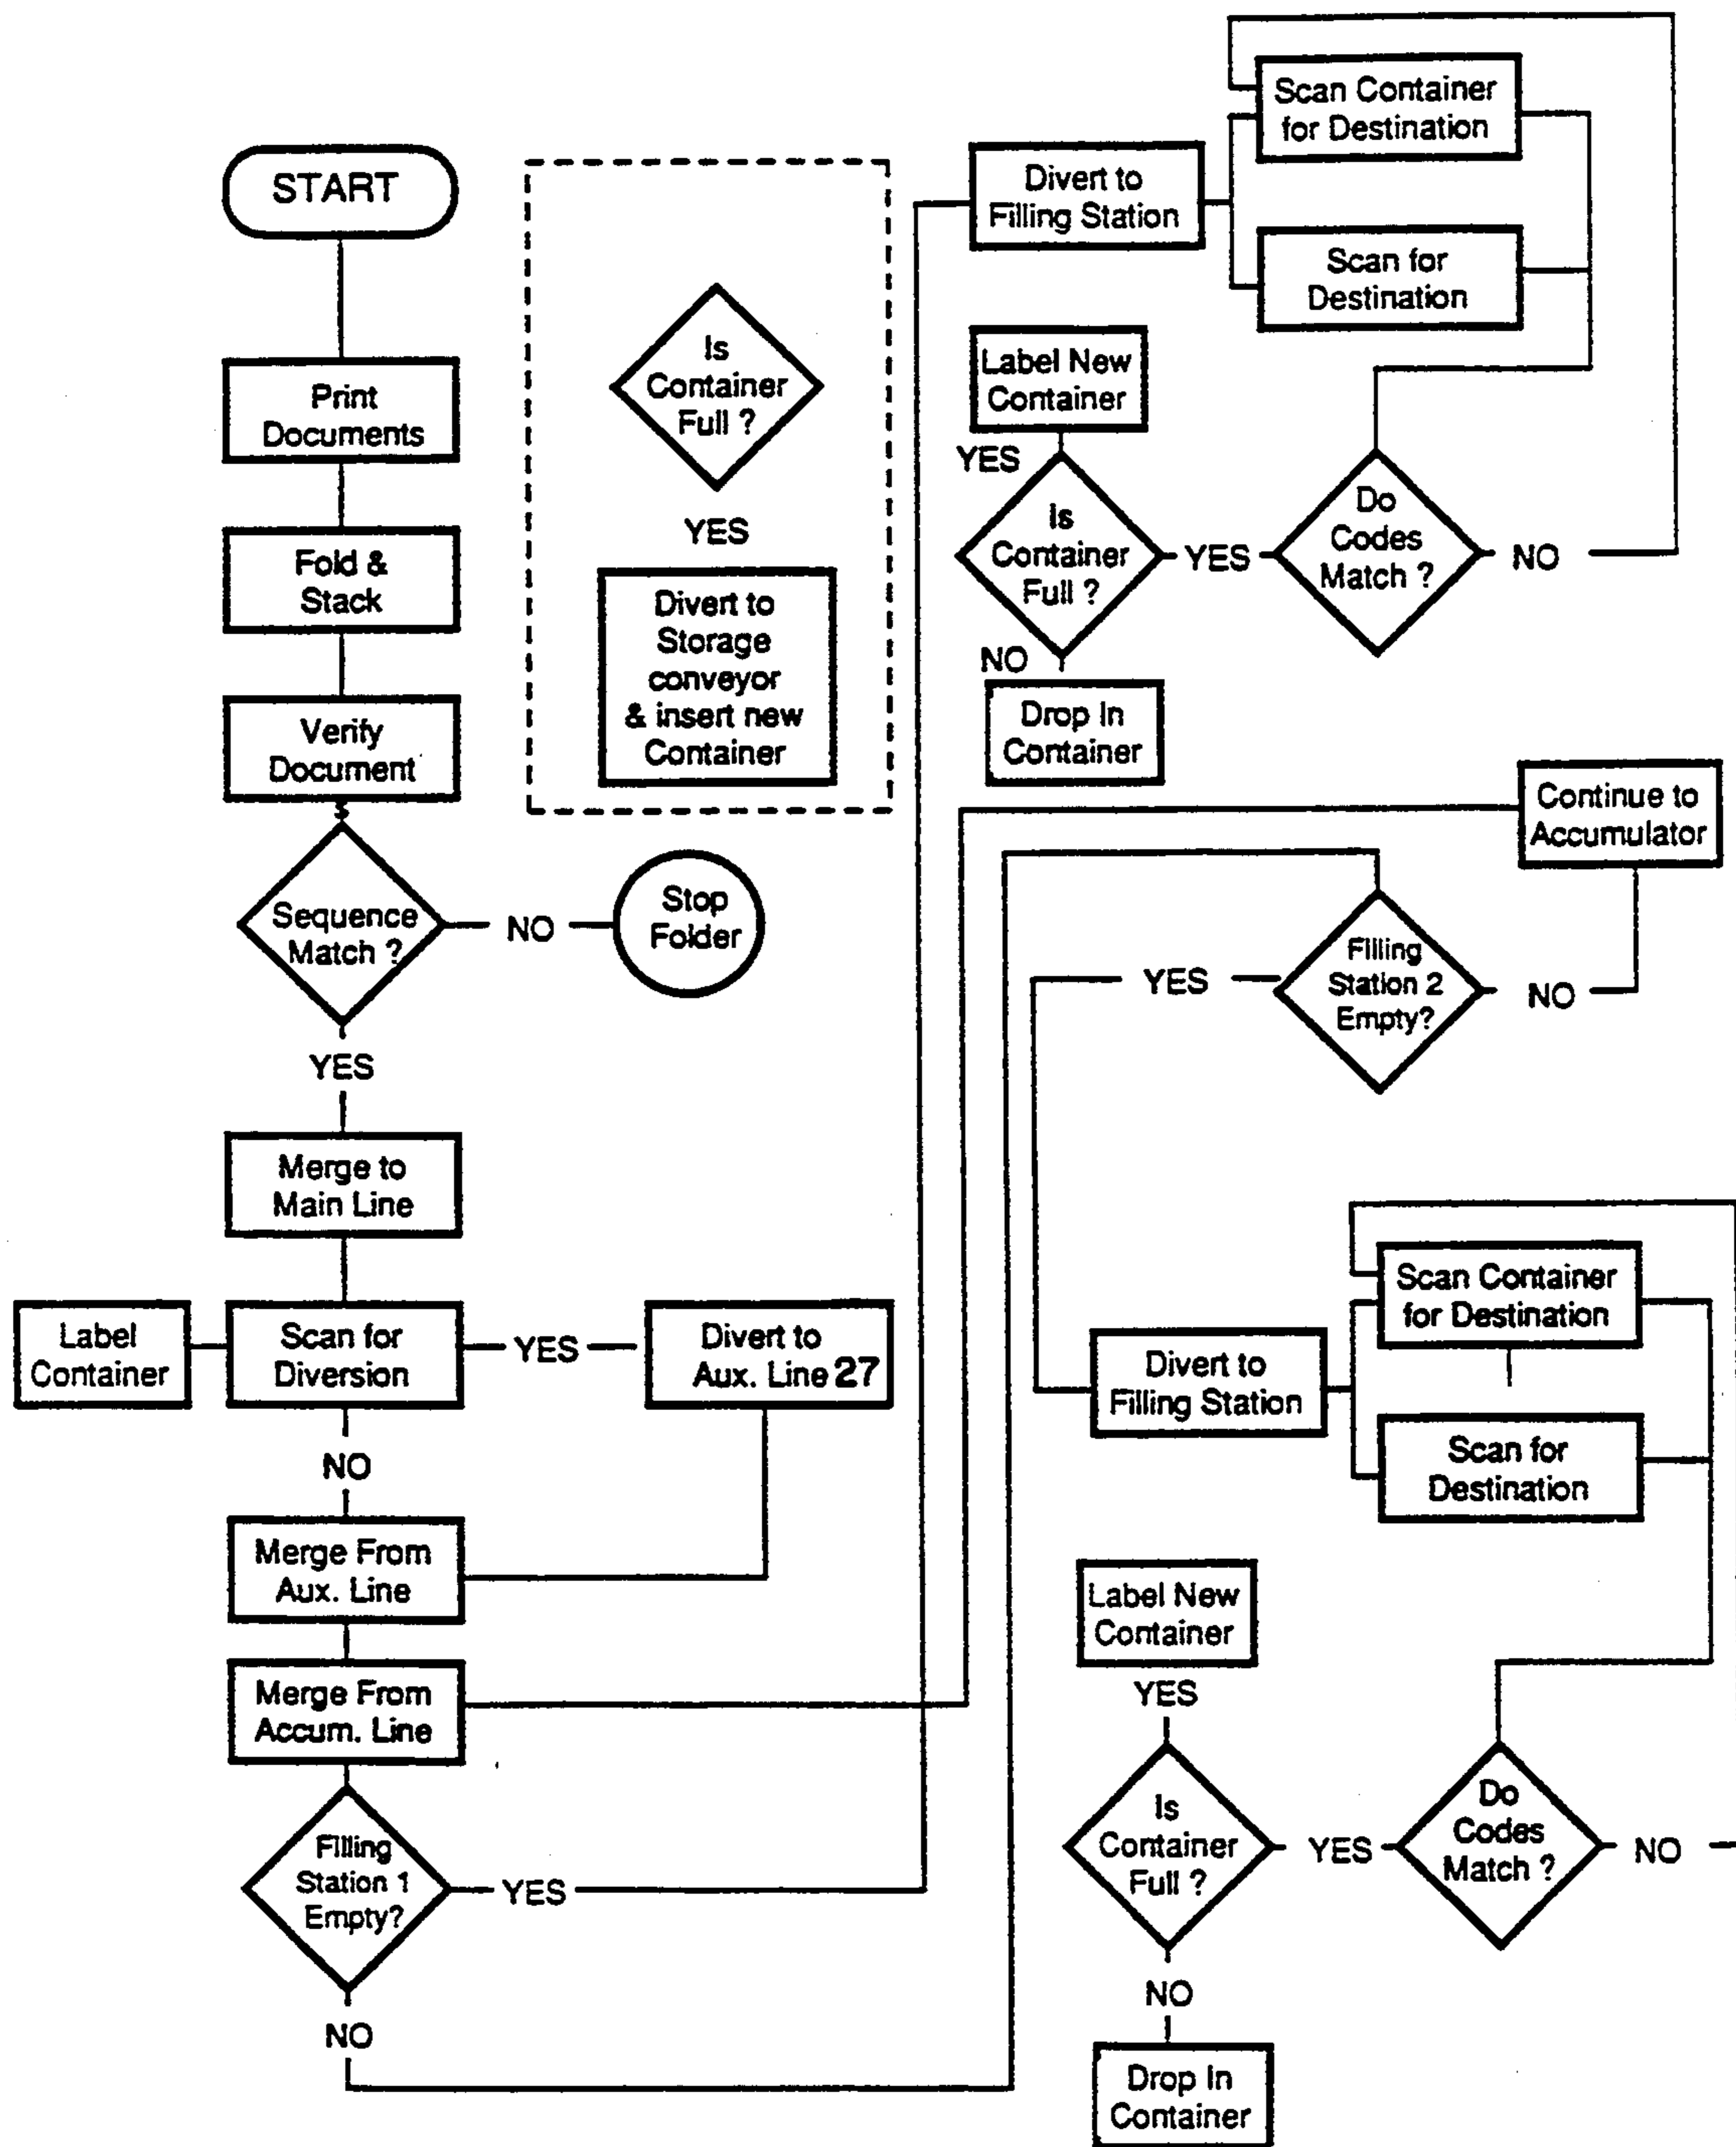 START
Print
Documents
Fold &
Stack
Verify
Document
Sequence
Match ?
NO
Stop
Folder
YES
Merge to
Main Line
Label
Container
Scan for
Diversion
YES
Divert to
Aux. Line 27
NO
Merge From
Aux. Line
Merge From
Accum. Line
Filling
Station 1
Empty?
YES
NO
Is
Container
Full ?
YES
Divert to
Storage
conveyor
& insert new
Container
Divert to
Filling Station
Scan Container
for Destination
Scan for
Destination
Label New
Container
YES
Is
Container
Full ?
YES
Do
Codes
Match ?
NO
NO
Drop In
Container
Continue to
Accumulator
YES
Filling
Station 2
Empty?
NO
Divert to
Filling Station
Scan Container
for Destination
Scan for
Destination
Label New
Container
YES
Is
Container
Full ?
YES
Do
Codes
Match ?
NO
NO
Drop In
Container